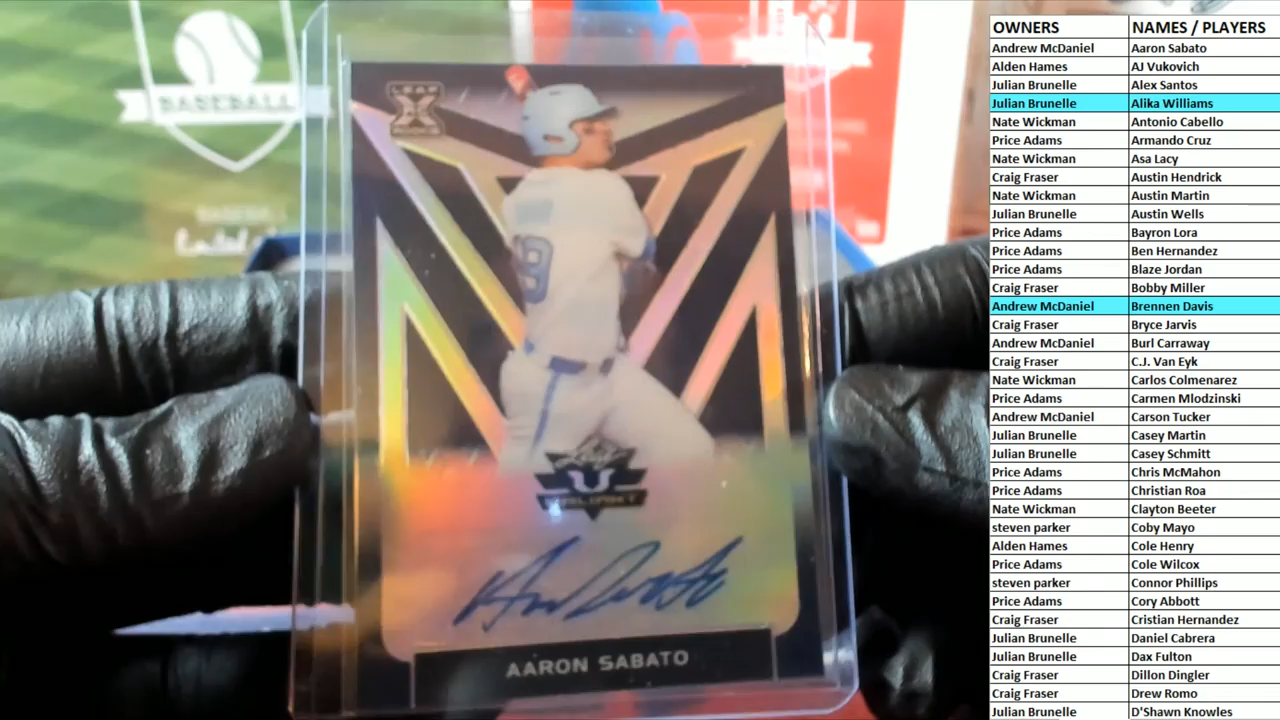 BASEBALL
LEAF
X
ROOKIE
19
VALIANT
AARON SABATO
OWNERS NAMES / PLAYERS
Andrew McDaniel Aaron Sabato
Alden Hames AJ Vukovich
Julian Brunelle Alex Santos
Julian Brunelle Alika Williams
Nate Wickman Antonio Cabello
Price Adams Armando Cruz
Nate Wickman Asa Lacy
Craig Fraser Austin Hendrick
Nate Wickman Austin Martin
Julian Brunelle Austin Wells
Price Adams Bayron Lora
Price Adams Ben Hernandez
Price Adams Blaze Jordan
Craig Fraser Bobby Miller
Andrew McDaniel Brennen Davis
Craig Fraser Bryce Jarvis
Andrew McDaniel Burl Carraway
Craig Fraser C.J. Van Eyk
Nate Wickman Carlos Colmenarez
Price Adams Carmen Mlodzinski
Andrew McDaniel Carson Tucker
Julian Brunelle Casey Martin
Julian Brunelle Casey Schmitt
Price Adams Chris McMahon
Price Adams Christian Roa
Nate Wickman Clayton Beeter
steven parker Coby Mayo
Alden Hames Cole Henry
Price Adams Cole Wilcox
steven parker Connor Phillips
Price Adams Cory Abbott
Craig Fraser Cristian Hernandez
Julian Brunelle Daniel Cabrera
Julian Brunelle Dax Fulton
Craig Fraser Dillon Dingler
Craig Fraser Drew Romo
Julian Brunelle D'Shawn Knowles